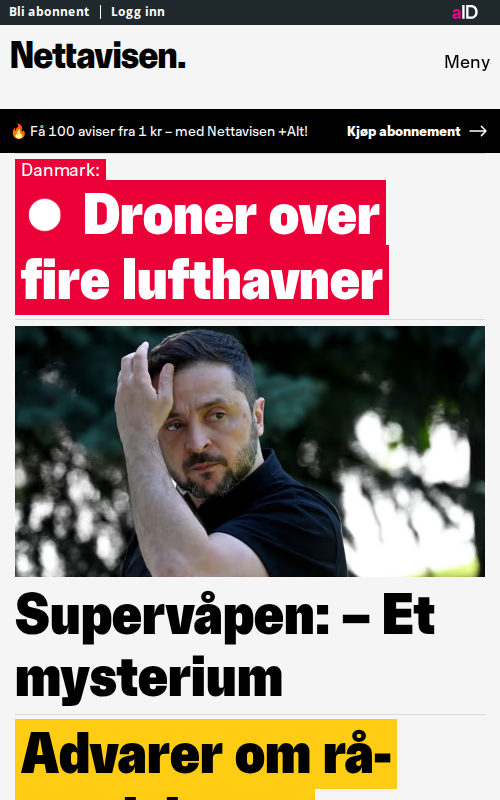 Bli abonnent | Logg inn
aID
Nettavisen.
Meny
🔥 Få 100 aviser fra 1 kr – med Nettavisen +Alt!
Kjøp abonnement →
Danmark:
Droner over
fire lufthavner
Supervåpen: – Et
mysterium
Advarer om rå-